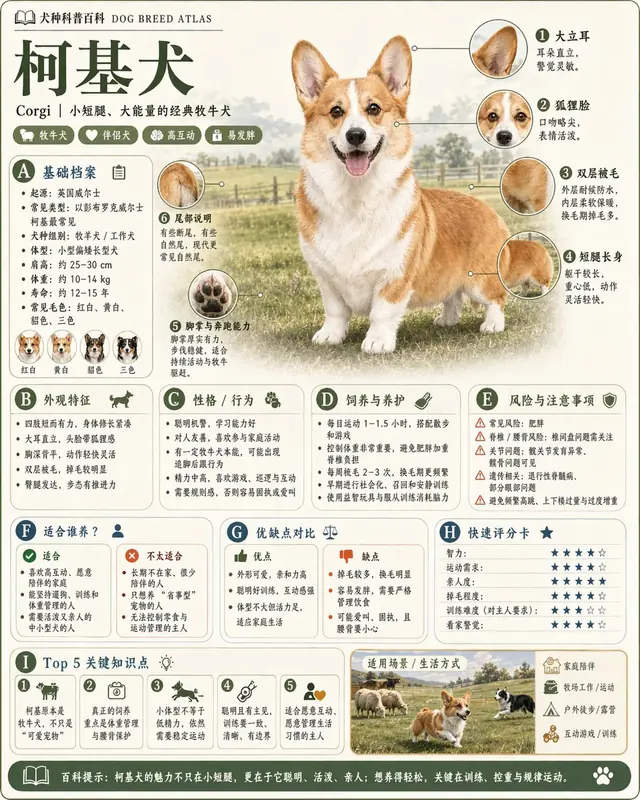 犬种科普百科 DOG BREED ATLAS
柯基犬
Corgi | 小短腿、大能量的经典牧牛犬
牧牛犬
伴侣犬
高互动
易发胖
A 基础档案
• 起源：英国威尔士
• 常见类型：以彭布罗克威尔士
柯基最常见
• 犬种组别：牧羊犬 / 工作犬
• 体型：小型偏矮长型犬
• 肩高：约 25–30 cm
• 体重：约 10–14 kg
• 寿命：约 12–15 年
• 常见毛色：红白、黄白、
貂色、三色
红白
黄白
貂色
三色
1 大立耳
耳朵直立，
警觉灵敏。
2 狐狸脸
口吻略尖，
表情活泼。
3 双层被毛
外层耐候防水，
内层柔软保暖，
换毛期掉毛多。
4 短腿长身
躯干较长，
重心低，动作
灵活轻快。
6 尾部说明
有些断尾，有些
自然尾，现代更
常见自然尾。
5 脚掌与奔跑能力
脚掌厚实有力，
步伐稳健，适合
持续活动与牧牛
驱赶。
B 外观特征
• 四肢短而有力，身体修长紧凑
• 大耳直立，头脸带狐狸感
• 胸深背平，动作轻快灵活
• 双层被毛，掉毛较明显
• 臀腿发达，步态有推进力
C 性格 / 行为
• 聪明机警，学习能力好
• 对人友善，喜欢参与家庭活动
• 有一定牧牛本能，可能出现
追脚后跟行为
• 精力中高，喜欢游戏、巡逻与互动
• 需要规则感，否则容易固执或爱叫
D 饲养与养护
• 每日运动 1–1.5 小时，搭配散步
和游戏
• 控制体重非常重要，避免肥胖加重
脊椎负担
• 每周梳毛 2–3 次，换毛期更频繁
• 早期进行社会化、召回和安静训练
• 使用益智玩具与服从训练消耗脑力
E 风险与注意事项
常见风险：肥胖
脊椎 / 腰背风险：椎间盘问题需关注
关节问题：髋关节发育异常、
髌骨问题可见
遗传相关：退行性脊髓病、
部分眼部问题
避免频繁高跳、上下楼过量与过度增重
F 适合谁养？
适合
• 喜欢高互动、愿意
陪伴的家庭
• 能坚持遛狗、训练和
体重管理的人
• 需要活泼又亲人的
中小型犬的人
不太适合
• 长期不在家、很少
陪伴的人
• 只想养“省事型”
宠物的人
• 无法控制零食与
运动管理的主人
G 优缺点对比
优点
• 外形可爱，亲和力高
• 聪明好训练，互动感强
• 体型不大但活力足，
适应家庭生活
缺点
• 掉毛较多，换毛明显
• 容易发胖，需要严格
管理饮食
• 可能爱叫、固执，且
腰背要小心
H 快速评分卡
智力： ★★★★☆
运动需求： ★★★★☆
亲人度： ★★★★☆
掉毛程度： ★★★★☆
训练难度（对主人要求）： ★★★☆☆
看家警觉： ★★★★☆
I Top 5 关键知识点
1
柯基原本是
牧牛犬，不只是
“可爱宠物”
2
真正的饲养
重点是体重管理
与腰背保护
3
小体型不等于
低精力，依然
需要稳定运动
4
聪明且有主见，
训练要一致、
清晰、有边界
5
适合愿意互动、
愿意管理生活
习惯的主人
适用场景 / 生活方式
家庭陪伴
牧场工作 / 运动
户外徒步 / 露营
互动游戏 / 训练
百科提示：柯基犬的魅力不只在小短腿，更在于它聪明、活泼、亲人；想养得轻松，关键在训练、控重与规律运动。